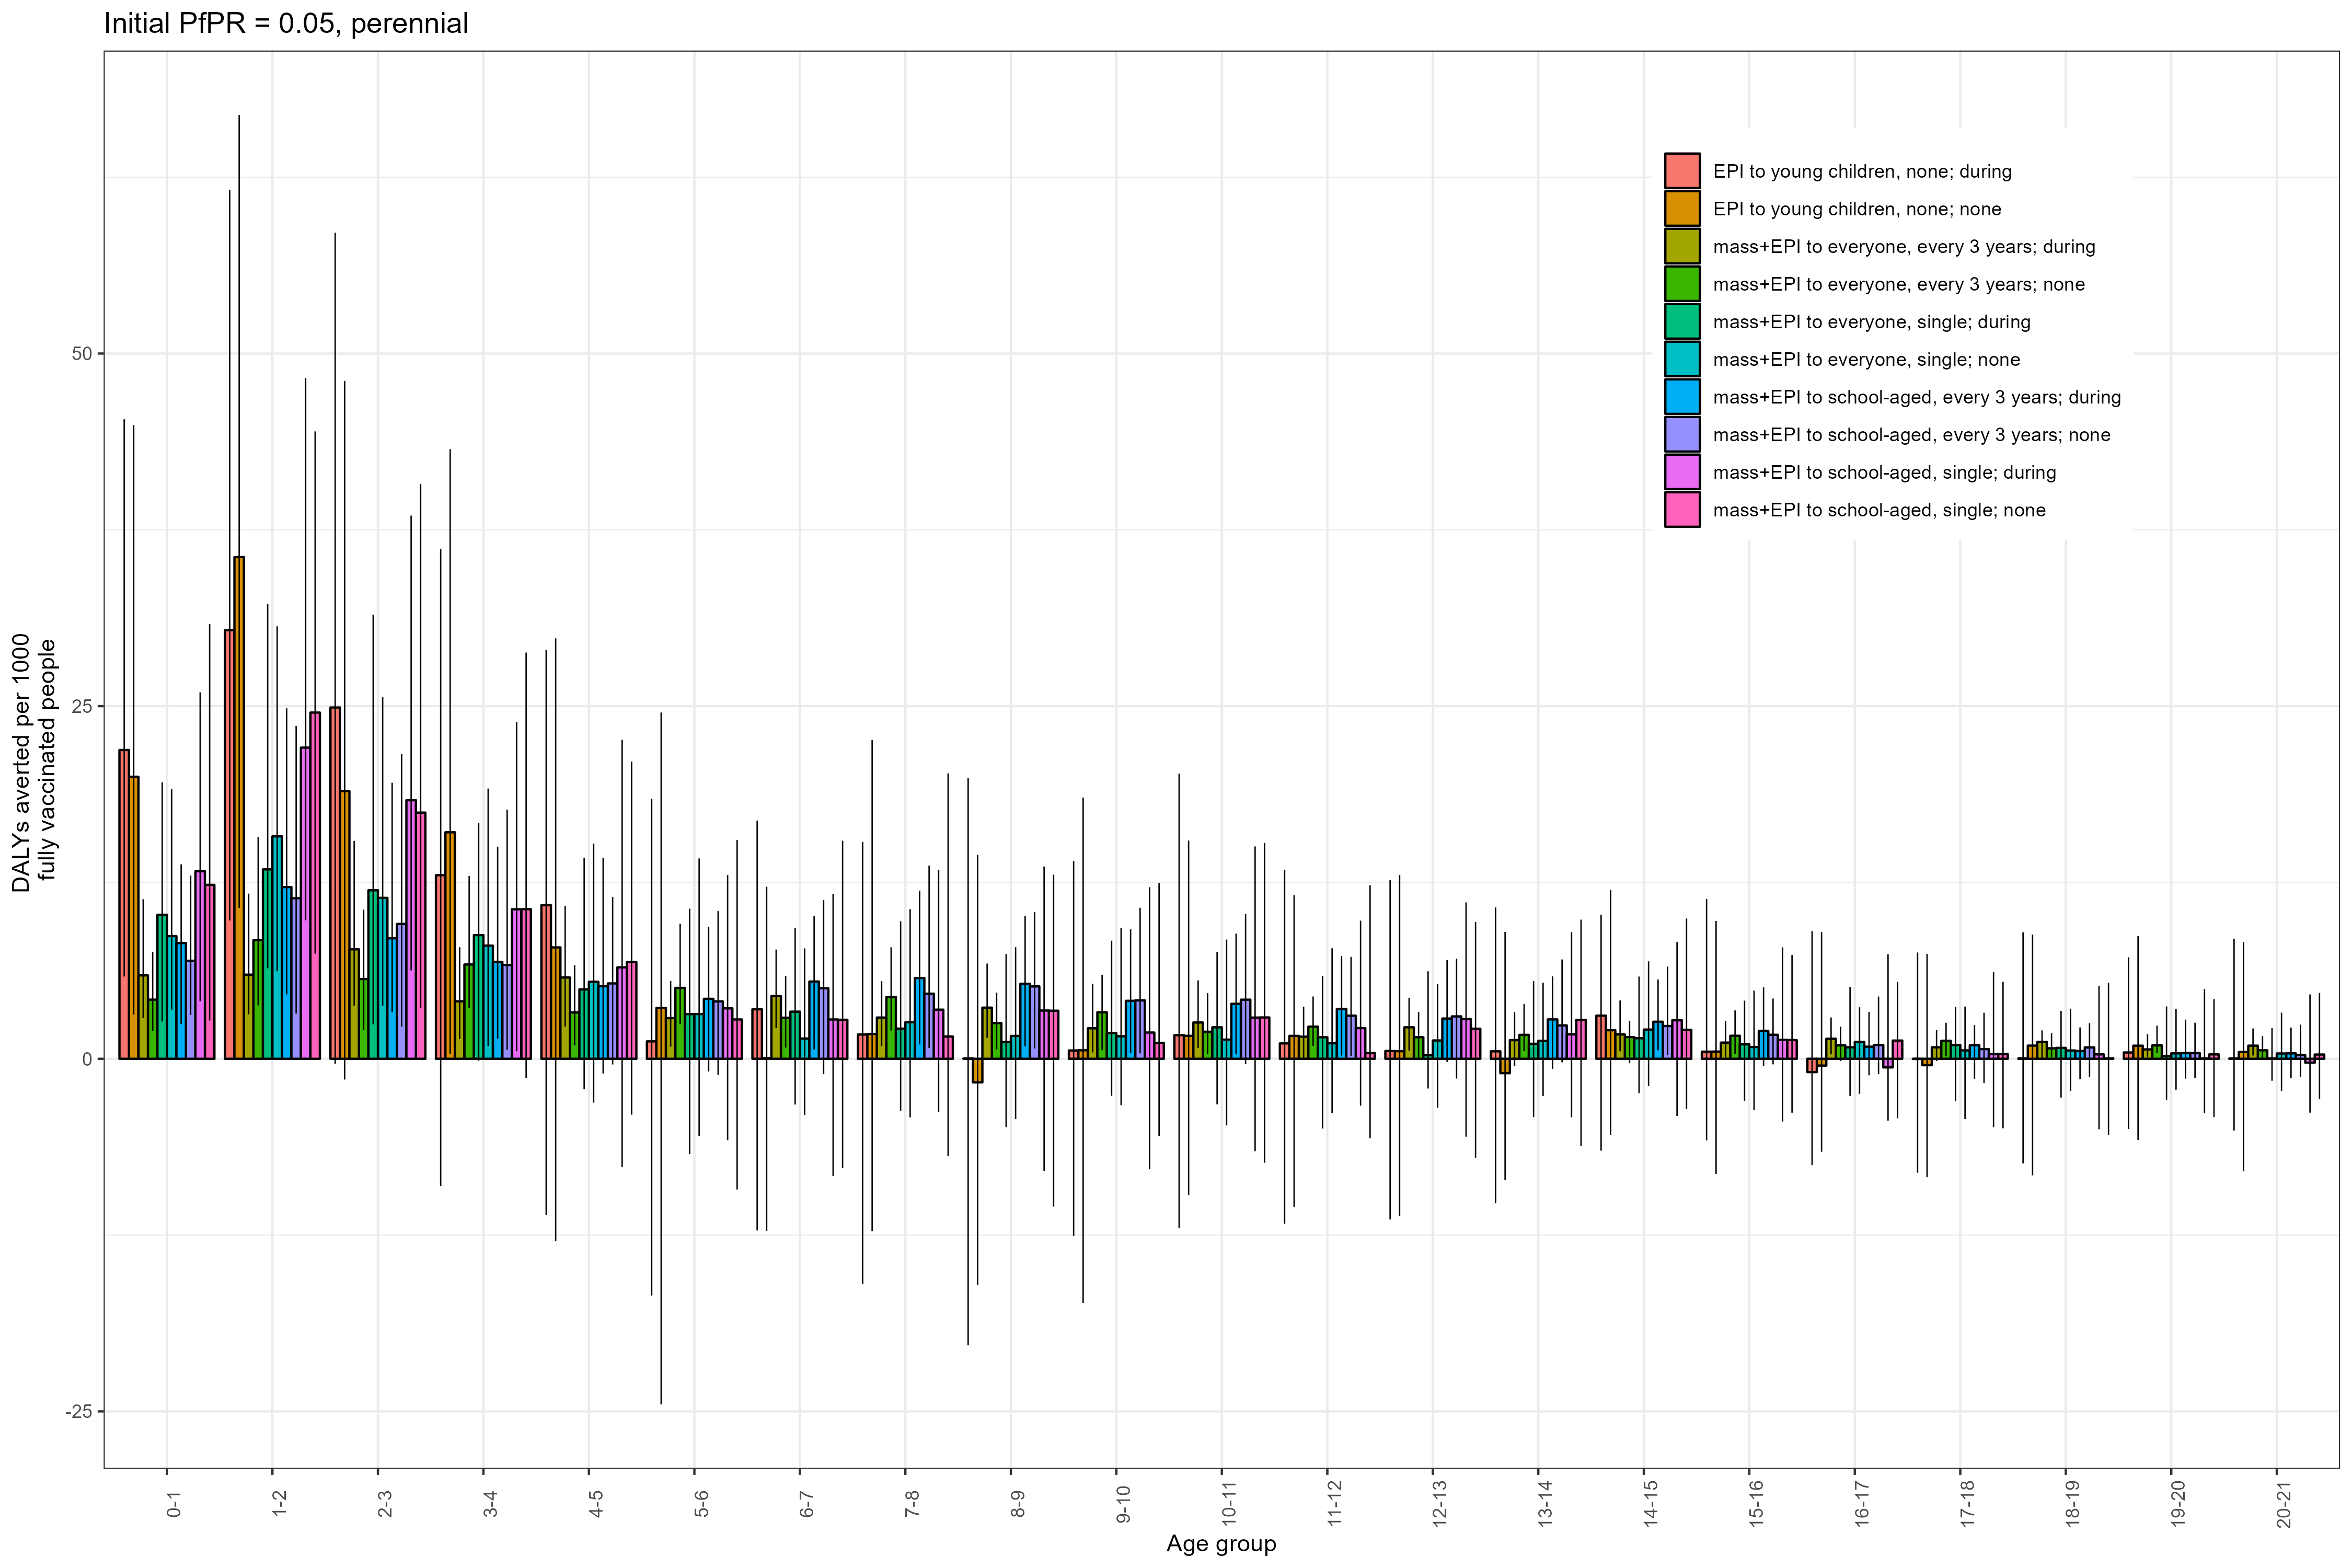 Initial PfPR = 0.05, perennial
DALYs averted per 1000
fully vaccinated people
50
25
0
-25
EPI to young children, none; during
EPI to young children, none; none
mass+EPI to everyone, every 3 years; during
mass+EPI to everyone, every 3 years; none
mass+EPI to everyone, single; during
mass+EPI to everyone, single; none
mass+EPI to school-aged, every 3 years; during
mass+EPI to school-aged, every 3 years; none
mass+EPI to school-aged, single; during
mass+EPI to school-aged, single; none
0-1
1-2
2-3
3-4
4-5
5-6
6-7
7-8
8-9
9-10
10-11
11-12
12-13
13-14
14-15
15-16
16-17
17-18
18-19
19-20
20-21
Age group